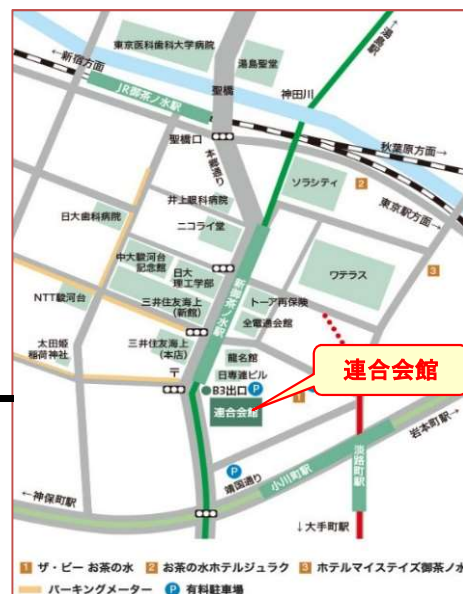 ←新宿方面
東京医科歯科大学病院
湯島聖堂
←湯島駅
JR御茶ノ水駅
聖橋
神田川
聖橋口
本郷通り
秋葉原方面→
ソラシティ
2
東京駅方面→
井上眼科病院
日大歯科病院
ニコライ堂
中大駿河台
記念館
日大
理工学部
新御茶ノ水駅
ワテラス
3
NTT駿河台
三井住友海上
(新館)
トーア再保険
全電通会館
太田姫
稲荷神社
三井住友海上
(本店)
龍名館
〒
日専連ビル
B3出口
P
1
連合会館
連合会館
岩本町駅→
淡路町駅
P
靖国通り
小川町駅
←神保町駅
↓大手町駅
1 ザ・ビー お茶の水 2 お茶の水ホテルジュラク 3 ホテルマイステイズ御茶ノ水
パーキングメーター P 有料駐車場